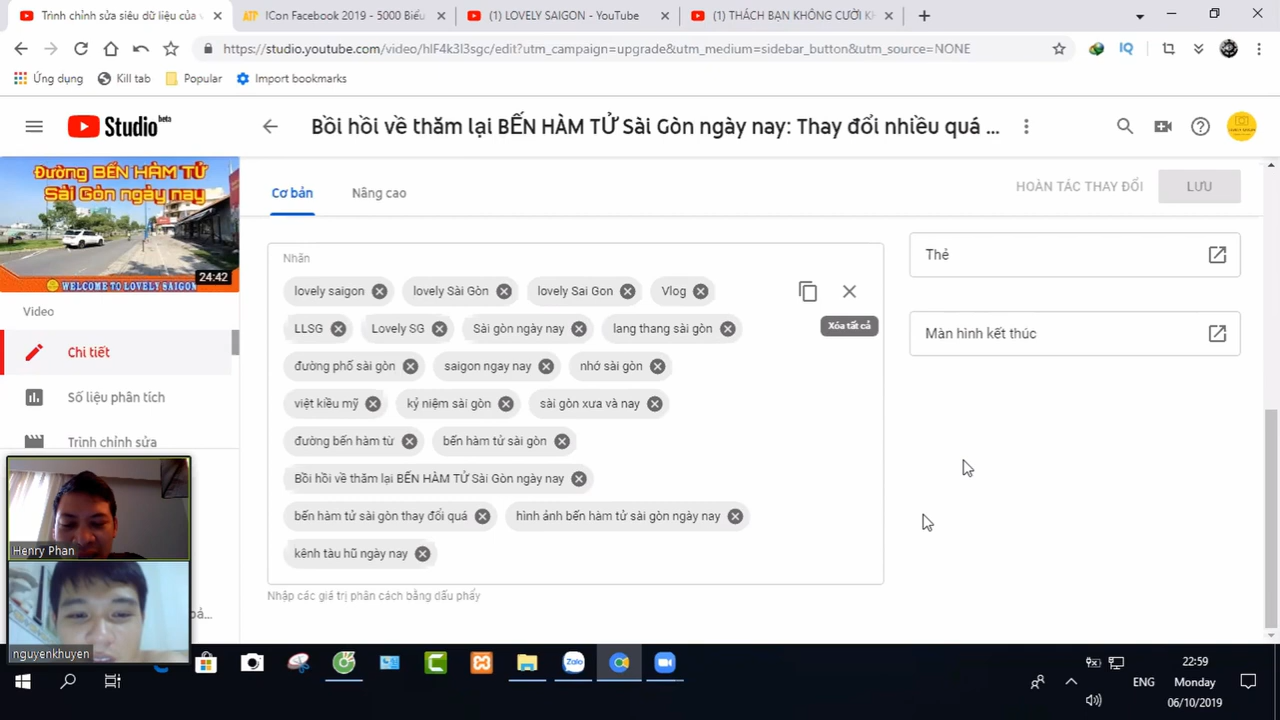 Trình chỉnh sửa siêu dữ liệu của v
ICon Facebook 2019 - 5000 Biểu
(1) LOVELY SAIGON - YouTube
(1) THÁCH BẠN KHÔNG CƯỜI KH
https://studio.youtube.com/video/hlF4k3l3sgc/edit?utm_campaign=upgrade&utm_medium=sidebar_button&utm_source=NONE
IQ
Ứng dụng
Kill tab
Popular
Import bookmarks
Studio beta
Bồi hồi về thăm lại BẾN HÀM TỬ Sài Gòn ngày nay: Thay đổi nhiều quá ...
Đường BẾN HÀM TỬ
Sài Gòn ngày nay
24:42
WELCOME TO LOVELY SAIGON
Cơ bản
Nâng cao
HOÀN TÁC THAY ĐỔI
LƯU
Video
Chi tiết
Số liệu phân tích
Trình chỉnh sửa
Nhãn
lovely saigon
lovely Sài Gòn
lovely Sai Gon
Vlog
LLSG
Lovely SG
Sài gòn ngày nay
lang thang sài gòn
Xóa tất cả
đường phố sài gòn
saigon ngay nay
nhớ sài gòn
việt kiều mỹ
kỷ niệm sài gòn
sài gòn xưa và nay
đường bến hàm tử
bến hàm tử sài gòn
Bồi hồi về thăm lại BẾN HÀM TỬ Sài Gòn ngày nay
bến hàm tử sài gòn thay đổi quá
hình ảnh bến hàm tử sài gòn ngày nay
kênh tàu hũ ngày nay
Nhập các giá trị phân cách bằng dấu phẩy
Thẻ
Màn hình kết thúc
Henry Phan
nguyenkhuyen
Zalo
ENG
22:59
Monday
06/10/2019